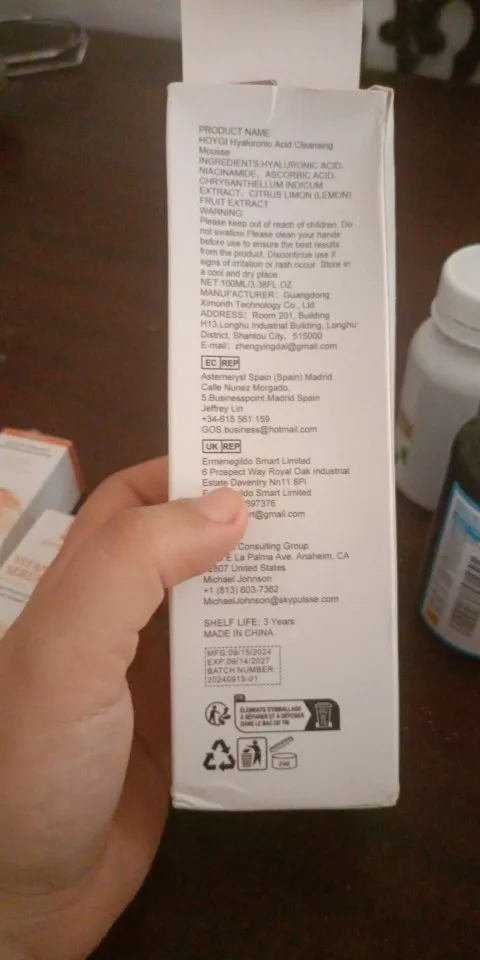 PRODUCT NAME
HOYGI Hyaluronic Acid Cleansing
Mousse
INGREDIENTS:HYALURONIC ACID,
NIACINAMIDE, ASCORBIC ACID,
CHRYSANTHELLUM INDICUM
EXTRACT, CITRUS LIMON (LEMON)
FRUIT EXTRACT
WARNING:
Please keep out of reach of children. Do
not swallow.Please clean your hands
before use to ensure the best results
from the product. Discontinue use if
signs of irritation or rash occur. Store in
a cool and dry place.
NET:100ML/3.38FL.OZ
MANUFACTURER: Guangdong
Ximonth Technology Co., Ltd
ADDRESS: Room 201, Building
H13,Longhu Industrial Building, Longhu
District, Shantou City, 515000
E-mail: zhengyingdai@gmail.com
EC REP
Astemerysl Spain (Spain) Madrid
Calle Nunez Morgado,
5.Businesspoint.Madrid.Spain
Jeffrey Lin
+34-615 561 159
GOS.business@hotmail.com
UK REP
Ermenegildo Smart Limited
6 Prospect Way Royal Oak Industrial
Estate Daventry Nn11 8Pl
Smart Limited
697376
@gmail.com
Consulting Group
E La Palma Ave, Anaheim, CA
United States
Michael Johnson
+1 (813) 603-7362
MichaelJohnson@skypulsse.com
SHELF LIFE: 3 Years
MADE IN CHINA
MFG:09/15/2024
EXP:09/14/2027
BATCH NUMBER:
20240915-01
FR
ÉLÉMENTS D'EMBALLAGE
À SÉPARER ET À DÉPOSER
DANS LE BAC DE TRI
24M